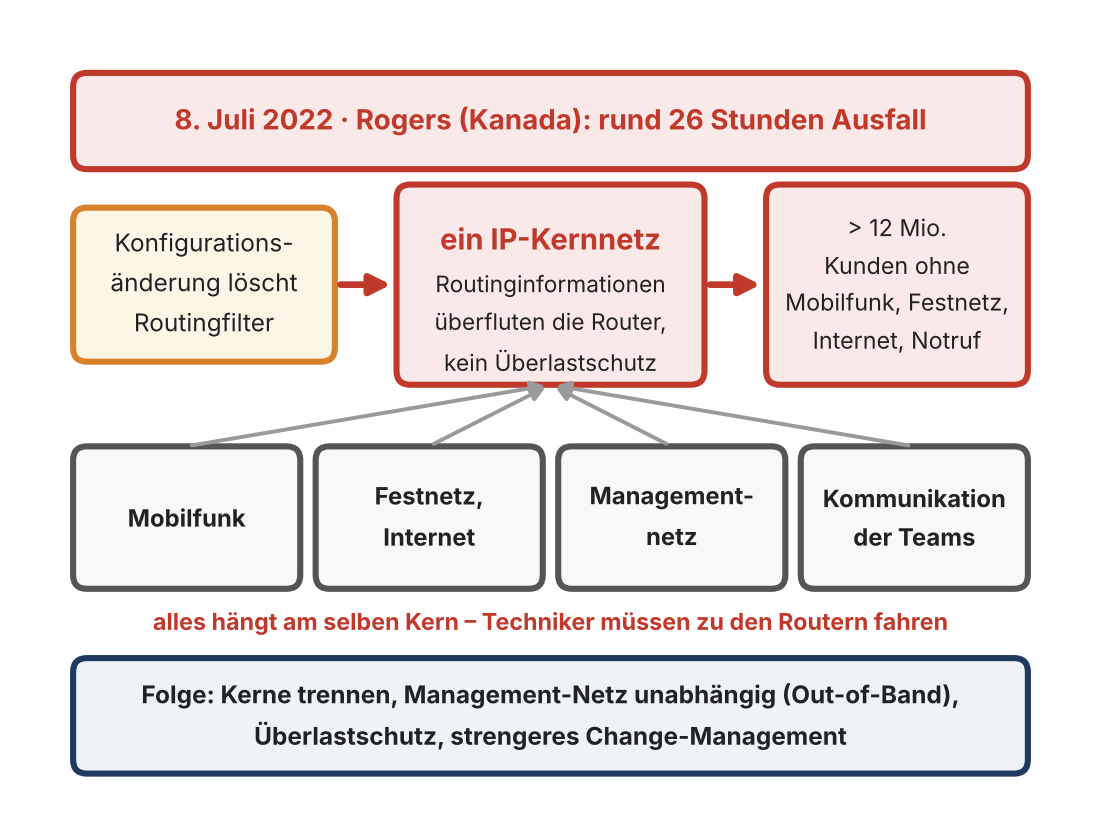 8. Juli 2022 · Rogers (Kanada): rund 26 Stunden Ausfall
Konfigurations-
änderung löscht
Routingfilter
ein IP-Kernnetz
Routinginformationen
überfluten die Router,
kein Überlastschutz
> 12 Mio.
Kunden ohne
Mobilfunk, Festnetz,
Internet, Notruf
Mobilfunk
Festnetz,
Internet
Management-
netz
Kommunikation
der Teams
alles hängt am selben Kern – Techniker müssen zu den Routern fahren
Folge: Kerne trennen, Management-Netz unabhängig (Out-of-Band),
Überlastschutz, strengeres Change-Management